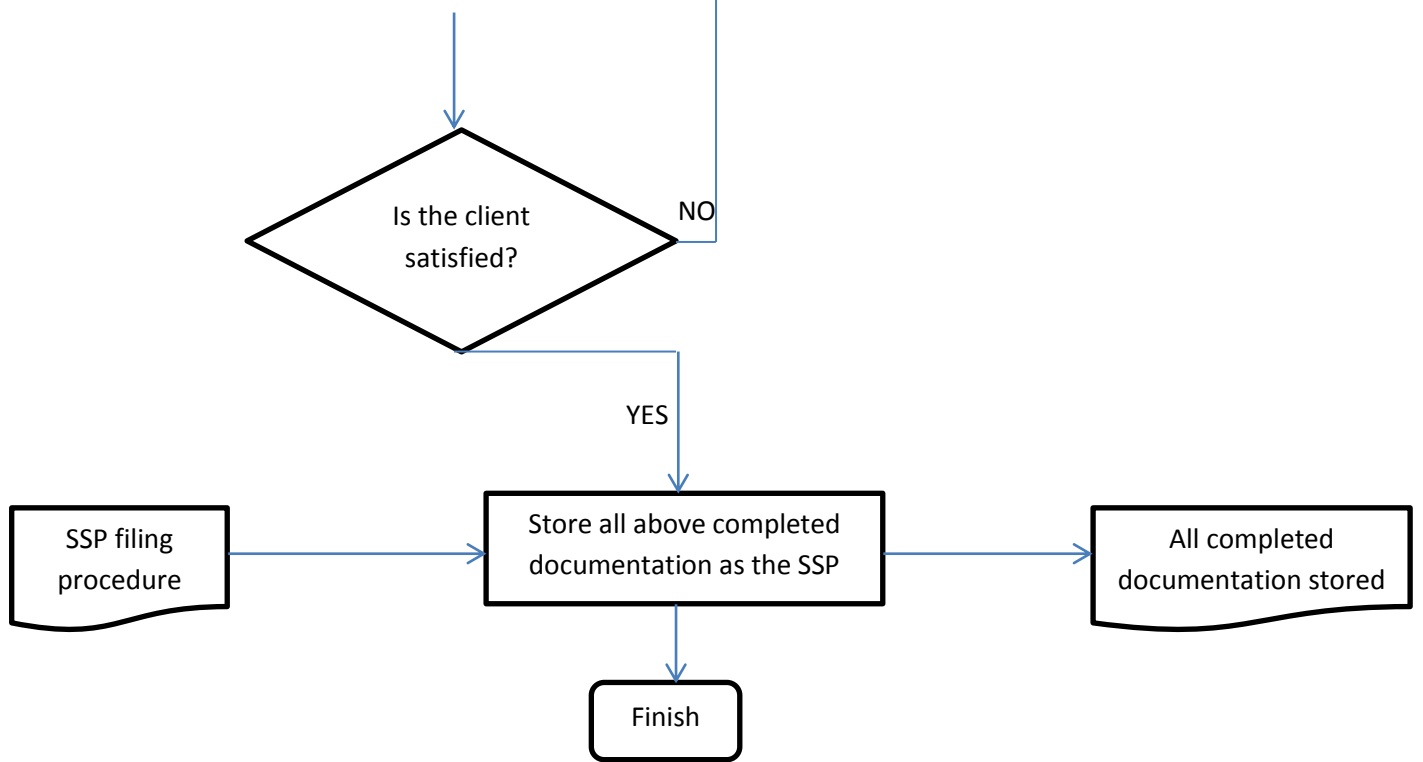 Is the client
satisfied?
NO
YES
SSP filing
procedure
Store all above completed
documentation as the SSP
All completed
documentation stored
Finish